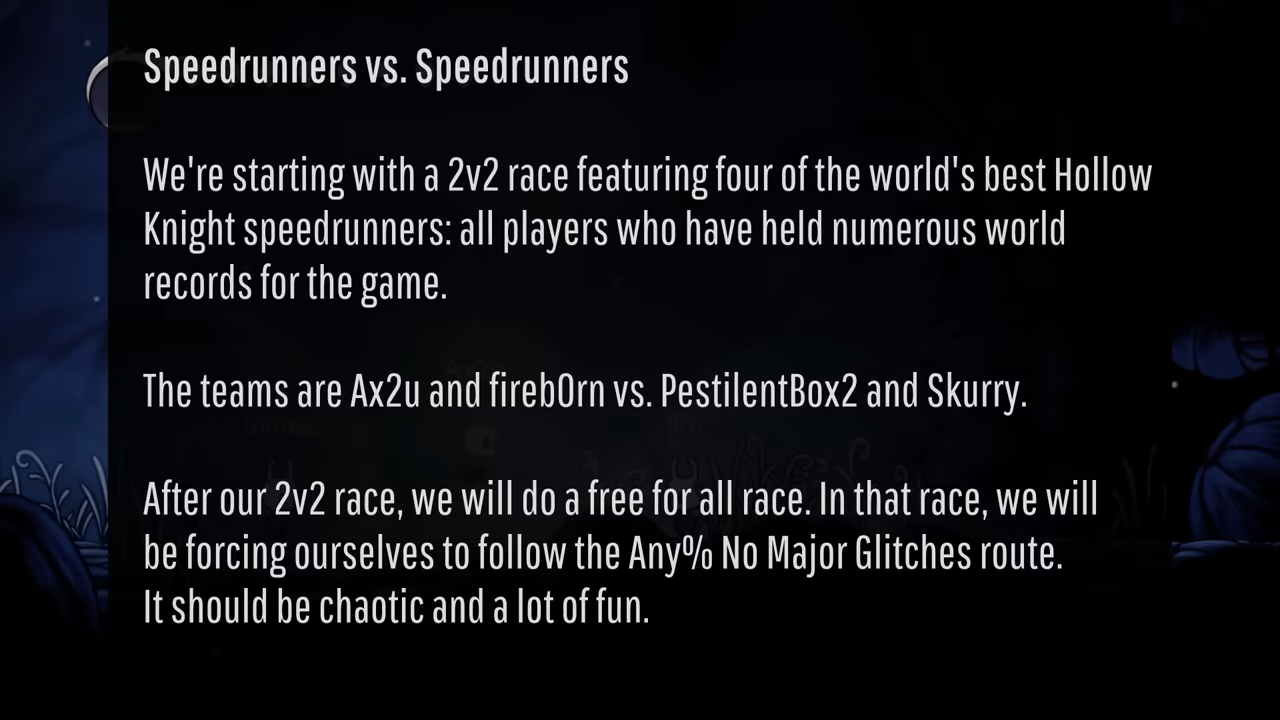 Speedrunners vs. Speedrunners
We're starting with a 2v2 race featuring four of the world's best Hollow
Knight speedrunners: all players who have held numerous world
records for the game.
The teams are Ax2u and fireb0rn vs. PestilentBox2 and Skurry.
After our 2v2 race, we will do a free for all race. In that race, we will
be forcing ourselves to follow the Any% No Major Glitches route.
It should be chaotic and a lot of fun.